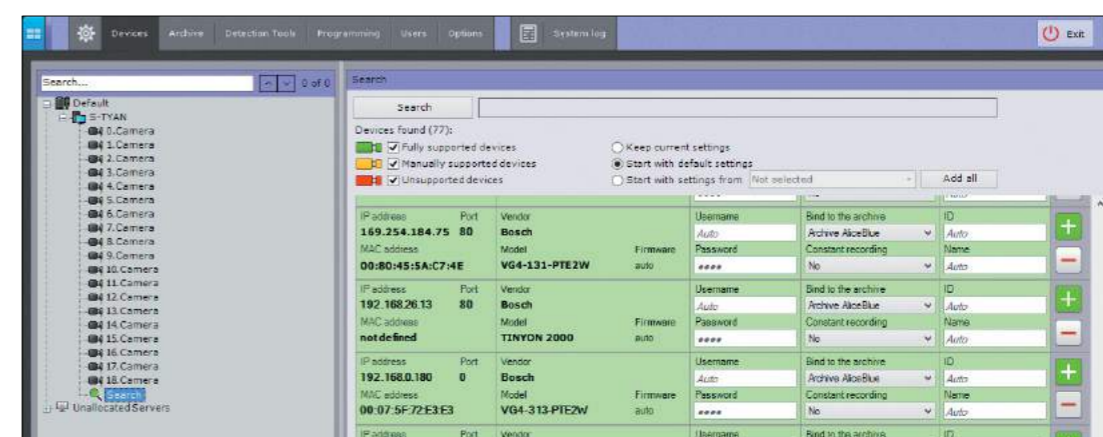 Devices Archive Detection Tools Programming Users Options System log Exit
Search... 0 of 0
Default
S-TYAN
0.Camera
1.Camera
2.Camera
3.Camera
4.Camera
5.Camera
6.Camera
7.Camera
8.Camera
9.Camera
10.Camera
11.Camera
12.Camera
13.Camera
14.Camera
15.Camera
16.Camera
17.Camera
18.Camera
Search
Unallocated Servers
Search
Search
Devices found (77):
Fully supported devices Keep current settings
Manually supported devices Start with default settings
Unsupported devices Start with settings from Not selected Add all
IP address Port Vendor Username Bind to the archive ID
169.254.184.75 80 Bosch Auto Archive AliceBlue Auto
MAC address Model Firmware Password Constant recording Name
00:80:45:5A:C7:4E VG4-131-PTE2W auto **** No Auto
IP address Port Vendor Username Bind to the archive ID
192.168.26.13 80 Bosch Auto Archive AliceBlue Auto
MAC address Model Firmware Password Constant recording Name
not defined TINYON 2000 auto **** No Auto
IP address Port Vendor Username Bind to the archive ID
192.168.0.180 0 Bosch Auto Archive AliceBlue Auto
MAC address Model Firmware Password Constant recording Name
00:07:5F:72:E3:E3 VG4-313-PTE2W auto **** No Auto
IP address Port Vendor Username Bind to the archive ID